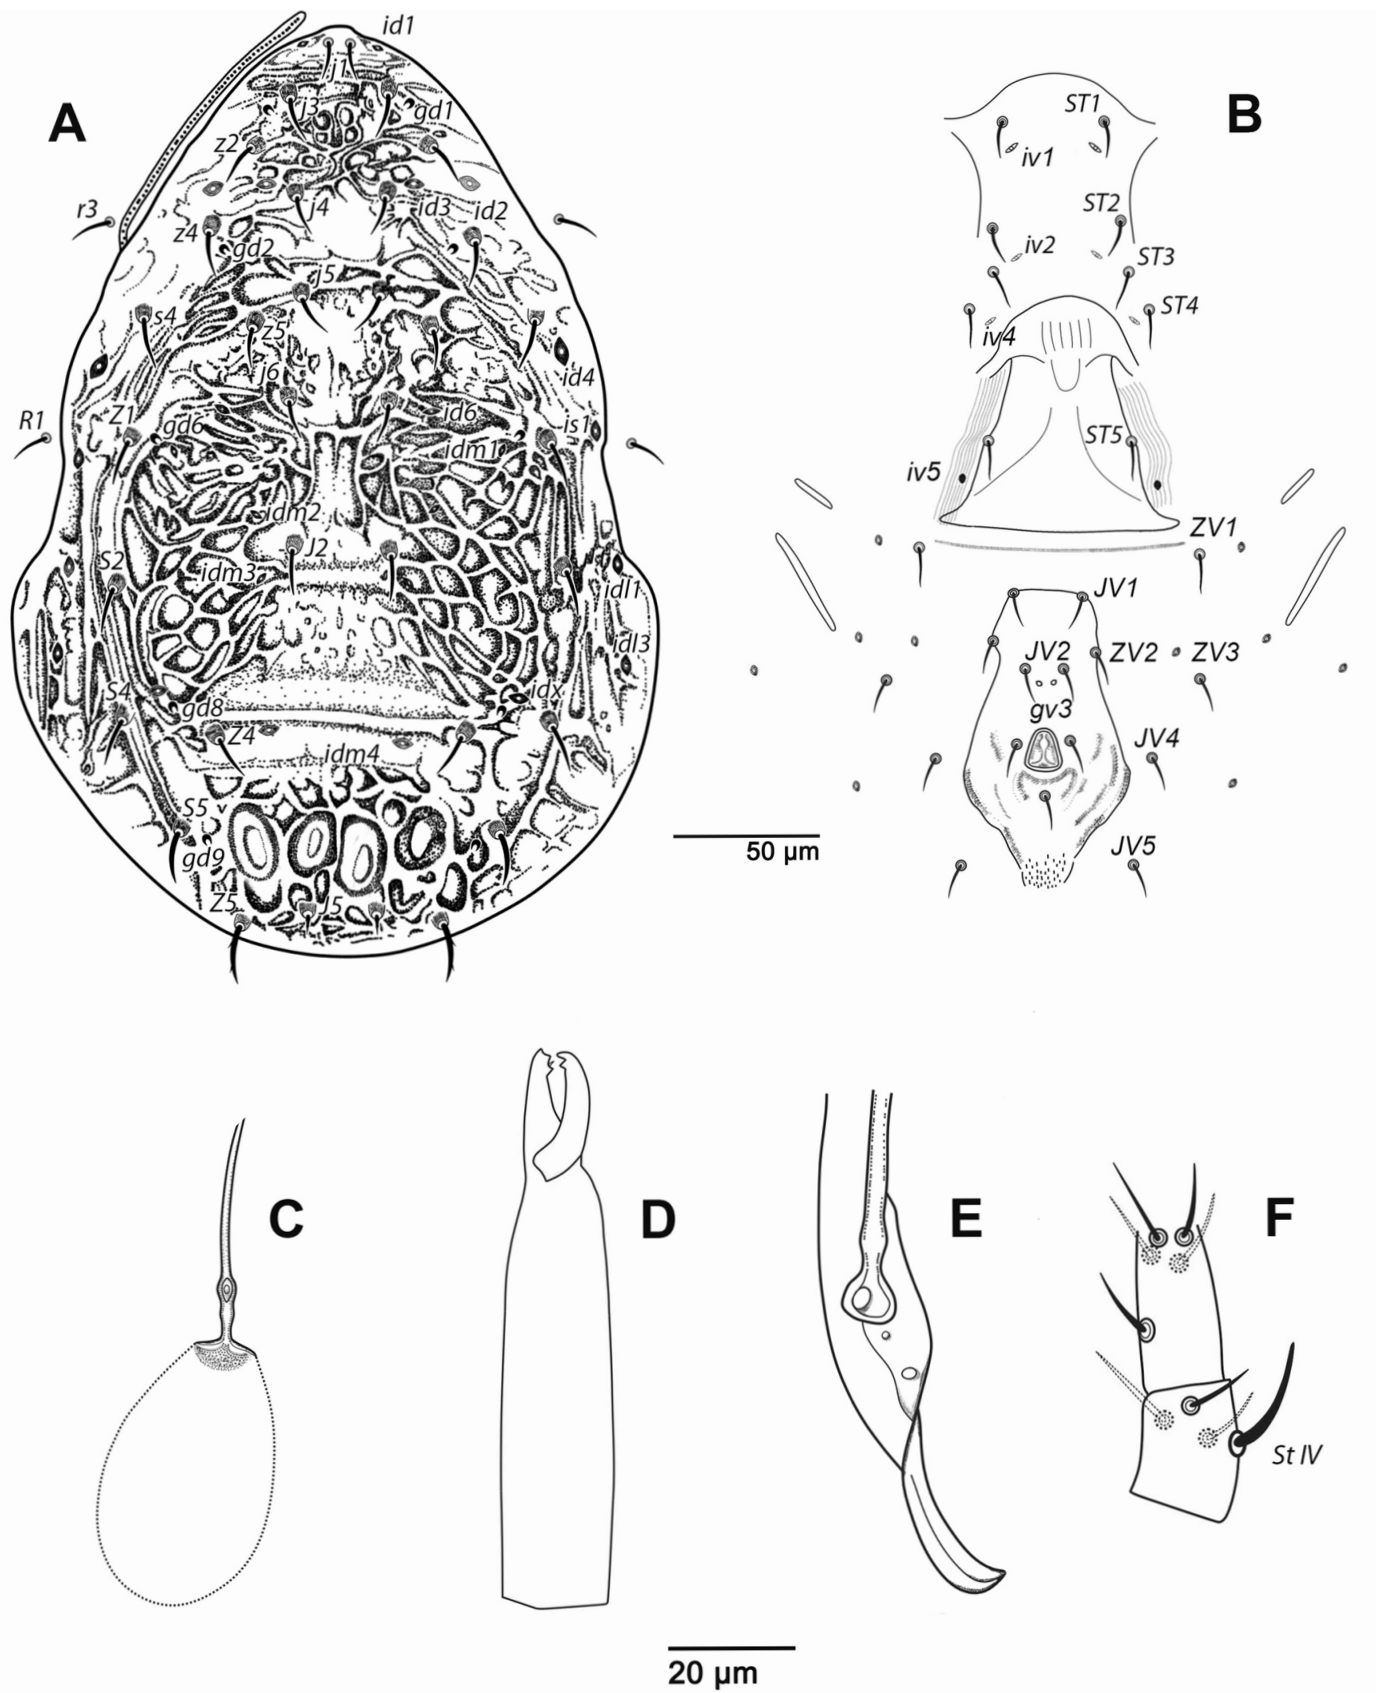 id1
A
j1
j3
gd1
z2
r3
j4
id3
id2
z4
gd2
j5
s4
z5
j6
id4
R1
Z1
gd6
id6
is1
idm1
idm2
J2
S2
idm3
idl1
idl3
S4
gd8
idx
Z4
idm4
S5
gd9
Z5
J5
B
ST1
iv1
ST2
iv2
ST3
ST4
iv4
ST5
iv5
ZV1
JV1
JV2
ZV2
ZV3
gv3
JV4
JV5
50 µm
C
D
E
F
St IV
20 µm